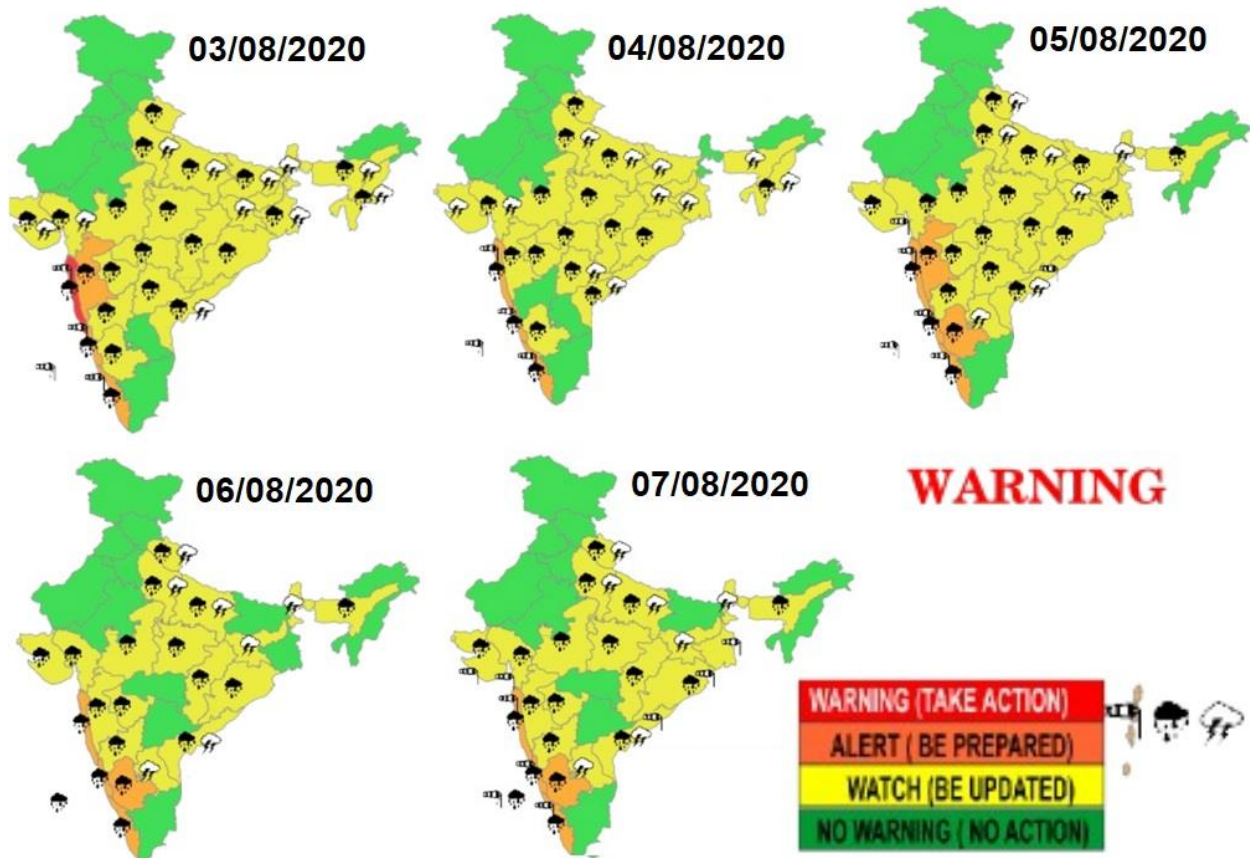 03/08/2020
04/08/2020
05/08/2020
06/08/2020
07/08/2020
WARNING
WARNING (TAKE ACTION)
ALERT ( BE PREPARED)
WATCH (BE UPDATED)
NO WARNING ( NO ACTION)